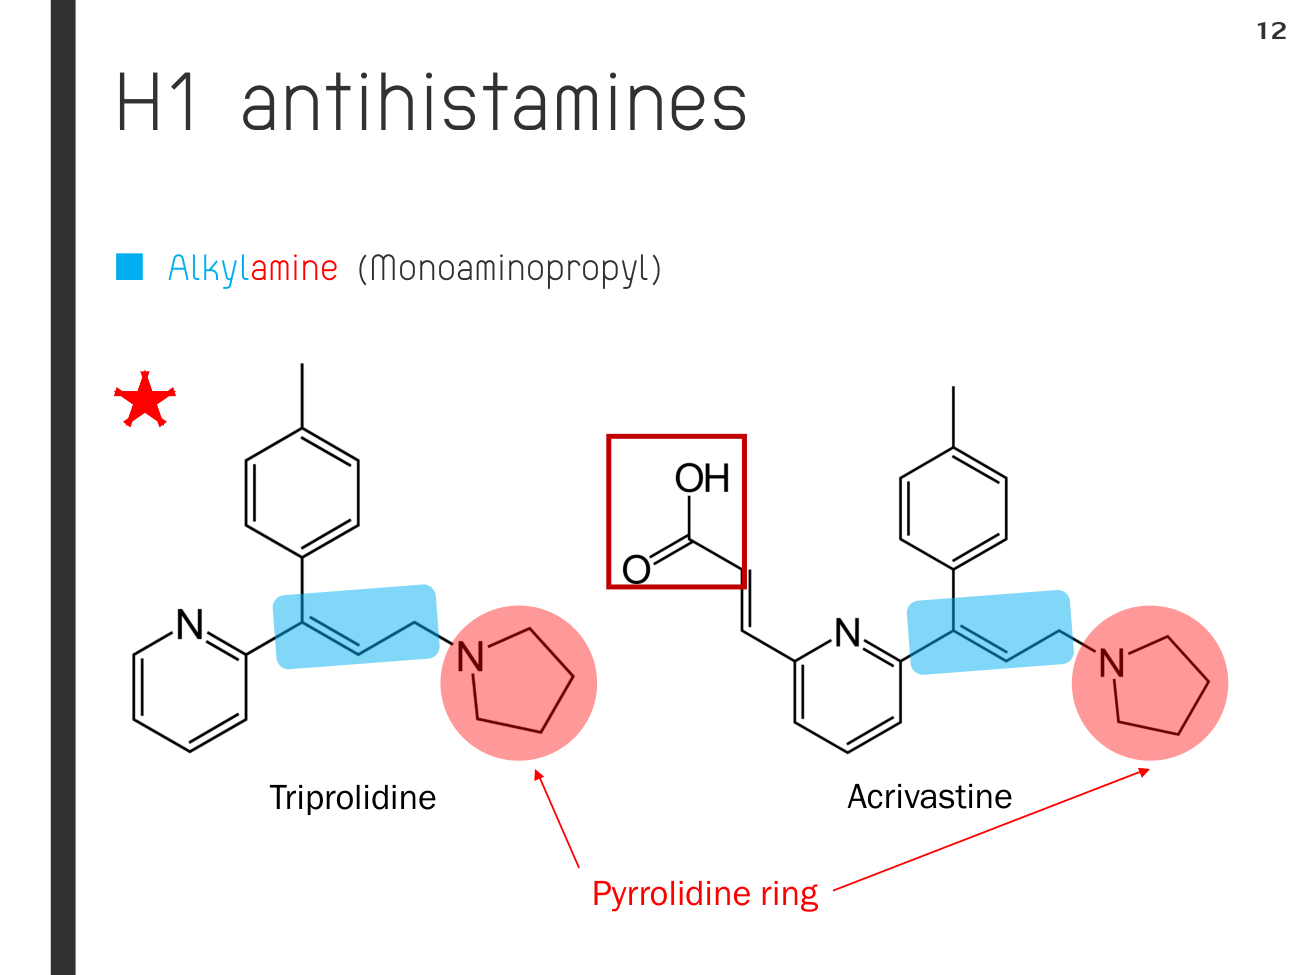 12
H1 antihistamines
Alkylamine (Monoaminopropyl)
OH
O
N
N
N
N
Triprolidine
Acrivastine
Pyrrolidine ring